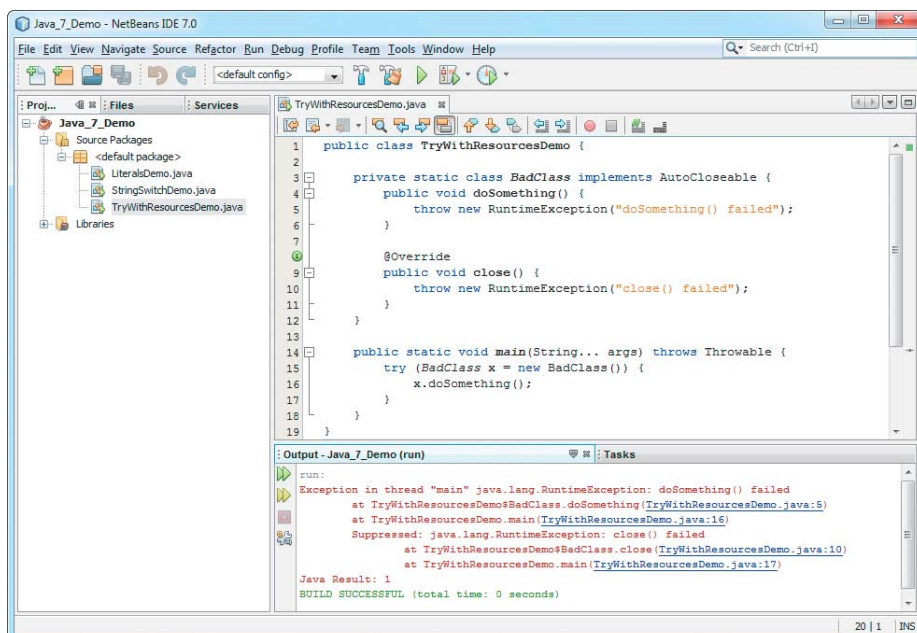 Java_7_Demo - NetBeans IDE 7.0
File Edit View Navigate Source Refactor Run Debug Profile Team Tools Window Help
Search (Ctrl+I)
<default config>
Proj... Files Services
Java_7_Demo
Source Packages
<default package>
LiteralsDemo.java
StringSwitchDemo.java
TryWithResourcesDemo.java
Libraries
TryWithResourcesDemo.java
1 public class TryWithResourcesDemo {
2
3 private static class BadClass implements AutoCloseable {
4 public void doSomething() {
5 throw new RuntimeException("doSomething() failed");
6 }
7
@Override
9 public void close() {
10 throw new RuntimeException("close() failed");
11 }
12 }
13
14 public static void main(String... args) throws Throwable {
15 try (BadClass x = new BadClass()) {
16 x.doSomething();
17 }
18 }
19 }
Output - Java_7_Demo (run) Tasks
run:
Exception in thread "main" java.lang.RuntimeException: doSomething() failed
at TryWithResourcesDemo$BadClass.doSomething(TryWithResourcesDemo.java:5)
at TryWithResourcesDemo.main(TryWithResourcesDemo.java:16)
Suppressed: java.lang.RuntimeException: close() failed
at TryWithResourcesDemo$BadClass.close(TryWithResourcesDemo.java:10)
at TryWithResourcesDemo.main(TryWithResourcesDemo.java:17)
Java Result: 1
BUILD SUCCESSFUL (total time: 0 seconds)
20 | 1 INS